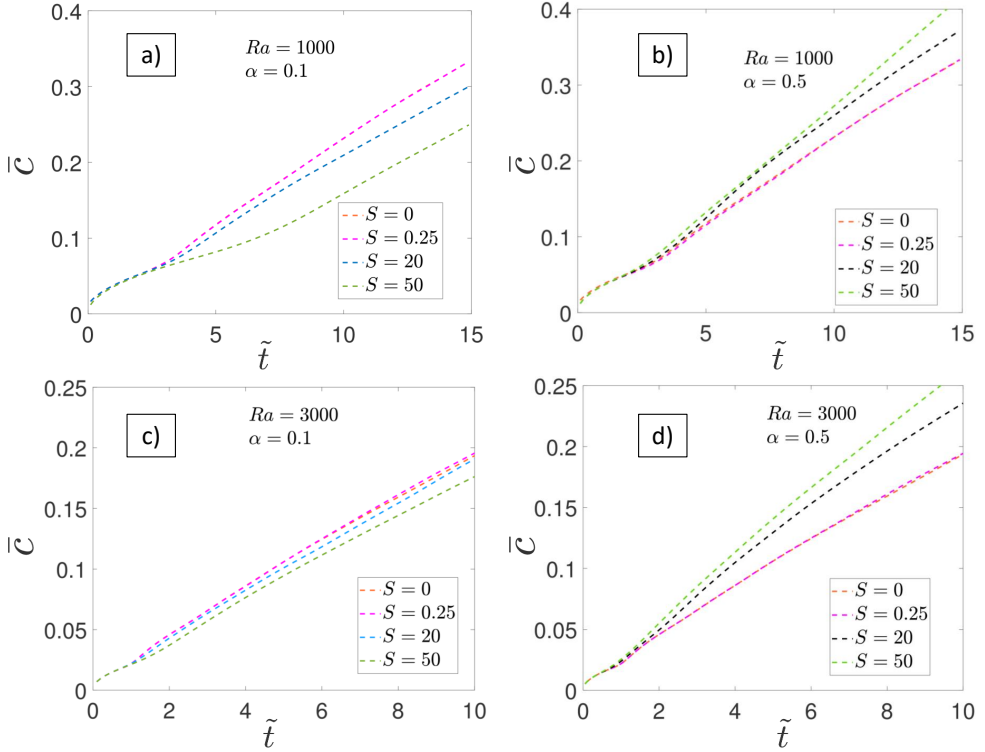 a)
Ra = 1000
α = 0.1
0.4
0.3
0.2
0.1
0
c̄
0
5
10
15
t̃
S = 0
S = 0.25
S = 20
S = 50
b)
Ra = 1000
α = 0.5
0.4
0.3
0.2
0.1
0
c̄
0
5
10
15
t̃
S = 0
S = 0.25
S = 20
S = 50
c)
Ra = 3000
α = 0.1
0.25
0.2
0.15
0.1
0.05
0
c̄
0
2
4
6
8
10
t̃
S = 0
S = 0.25
S = 20
S = 50
d)
Ra = 3000
α = 0.5
0.25
0.2
0.15
0.1
0.05
0
c̄
0
2
4
6
8
10
t̃
S = 0
S = 0.25
S = 20
S = 50